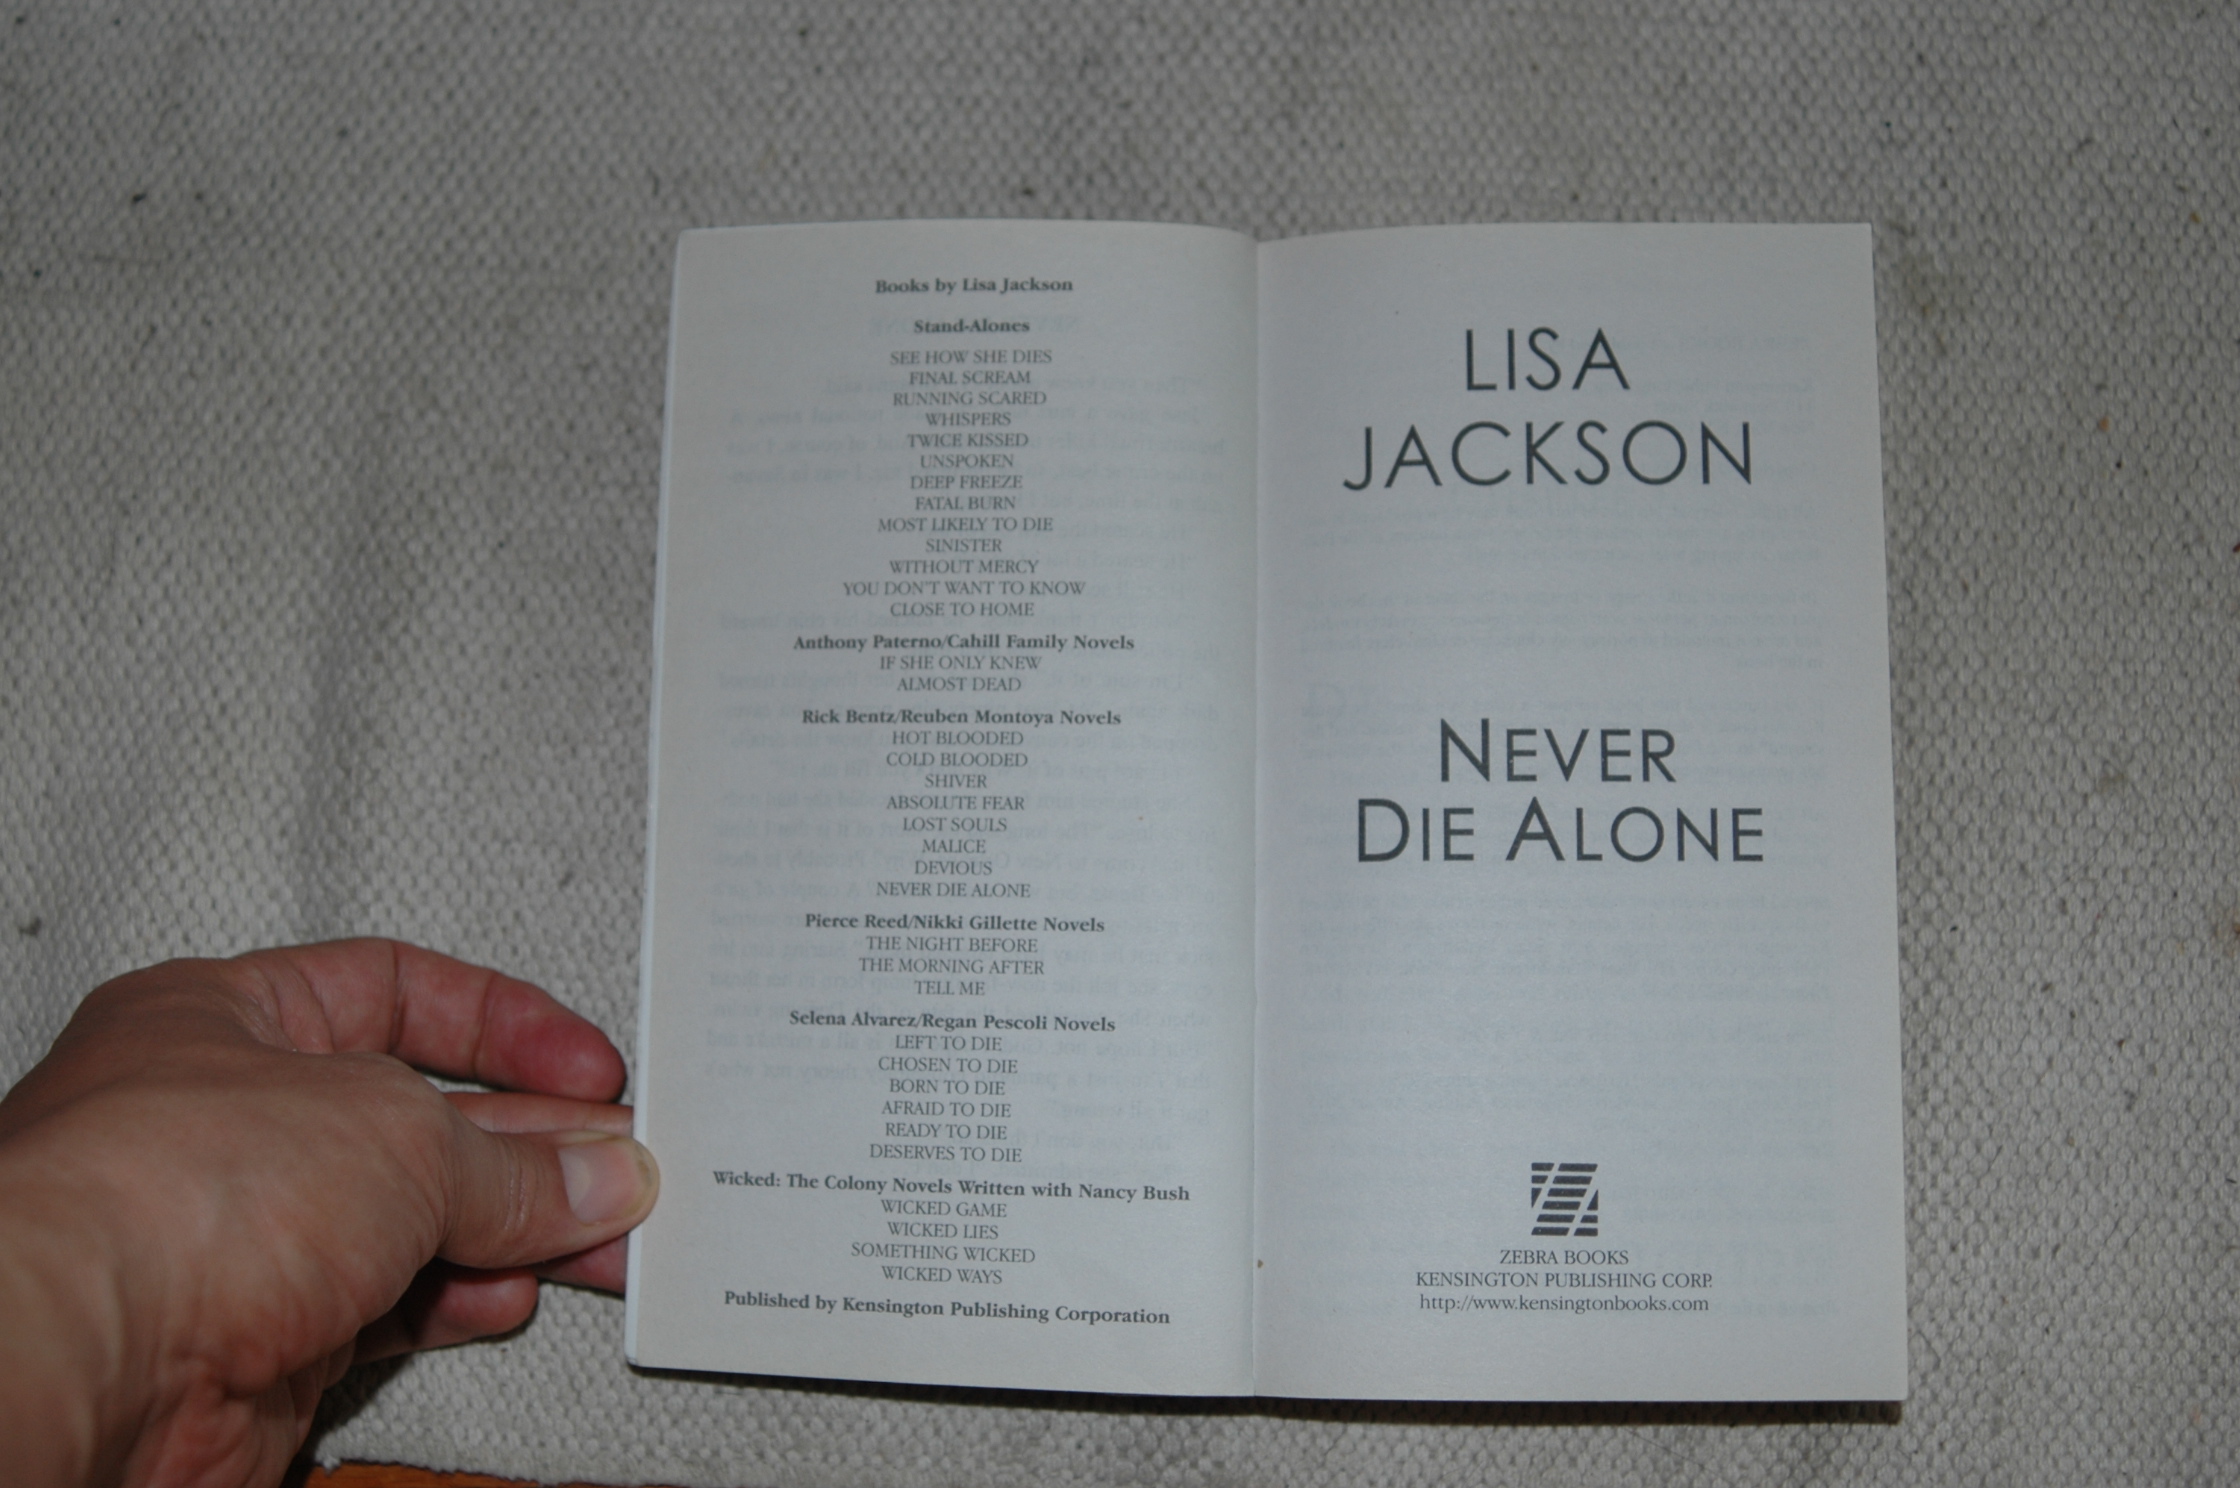 Books by Lisa Jackson
Stand-Alones
SEE HOW SHE DIES
FINAL SCREAM
RUNNING SCARED
WHISPERS
TWICE KISSED
UNSPOKEN
DEEP FREEZE
FATAL BURN
MOST LIKELY TO DIE
SINISTER
WITHOUT MERCY
YOU DON'T WANT TO KNOW
CLOSE TO HOME
Anthony Paterno/Cahill Family Novels
IF SHE ONLY KNEW
ALMOST DEAD
Rick Bentz/Reuben Montoya Novels
HOT BLOODED
COLD BLOODED
SHIVER
ABSOLUTE FEAR
LOST SOULS
MALICE
DEVIOUS
NEVER DIE ALONE
Pierce Reed/Nikki Gillette Novels
THE NIGHT BEFORE
THE MORNING AFTER
TELL ME
Selena Alvarez/Regan Pescoli Novels
LEFT TO DIE
CHOSEN TO DIE
BORN TO DIE
AFRAID TO DIE
READY TO DIE
DESERVES TO DIE
Wicked: The Colony Novels Written with Nancy Bush
WICKED GAME
WICKED LIES
SOMETHING WICKED
WICKED WAYS
Published by Kensington Publishing Corporation
LISA
JACKSON
NEVER
DIE ALONE
ZEBRA BOOKS
KENSINGTON PUBLISHING CORP.
http://www.kensingtonbooks.com